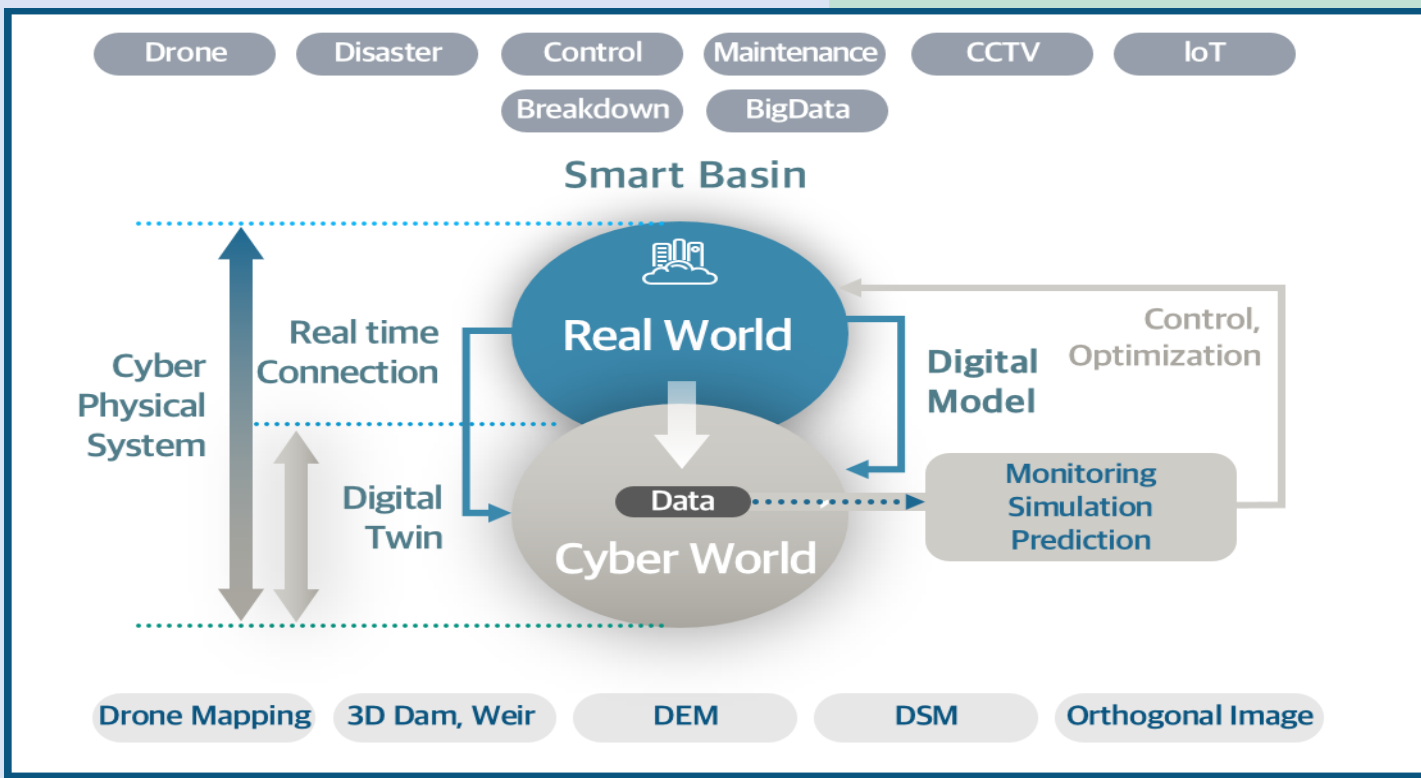 Drone
Disaster
Control
Maintenance
CCTV
IoT
Breakdown
BigData
Smart Basin
Real World
Real time
Connection
Cyber
Physical
System
Digital
Model
Control,
Optimization
Digital
Twin
Data
Cyber World
Monitoring
Simulation
Prediction
Drone Mapping
3D Dam, Weir
DEM
DSM
Orthogonal Image